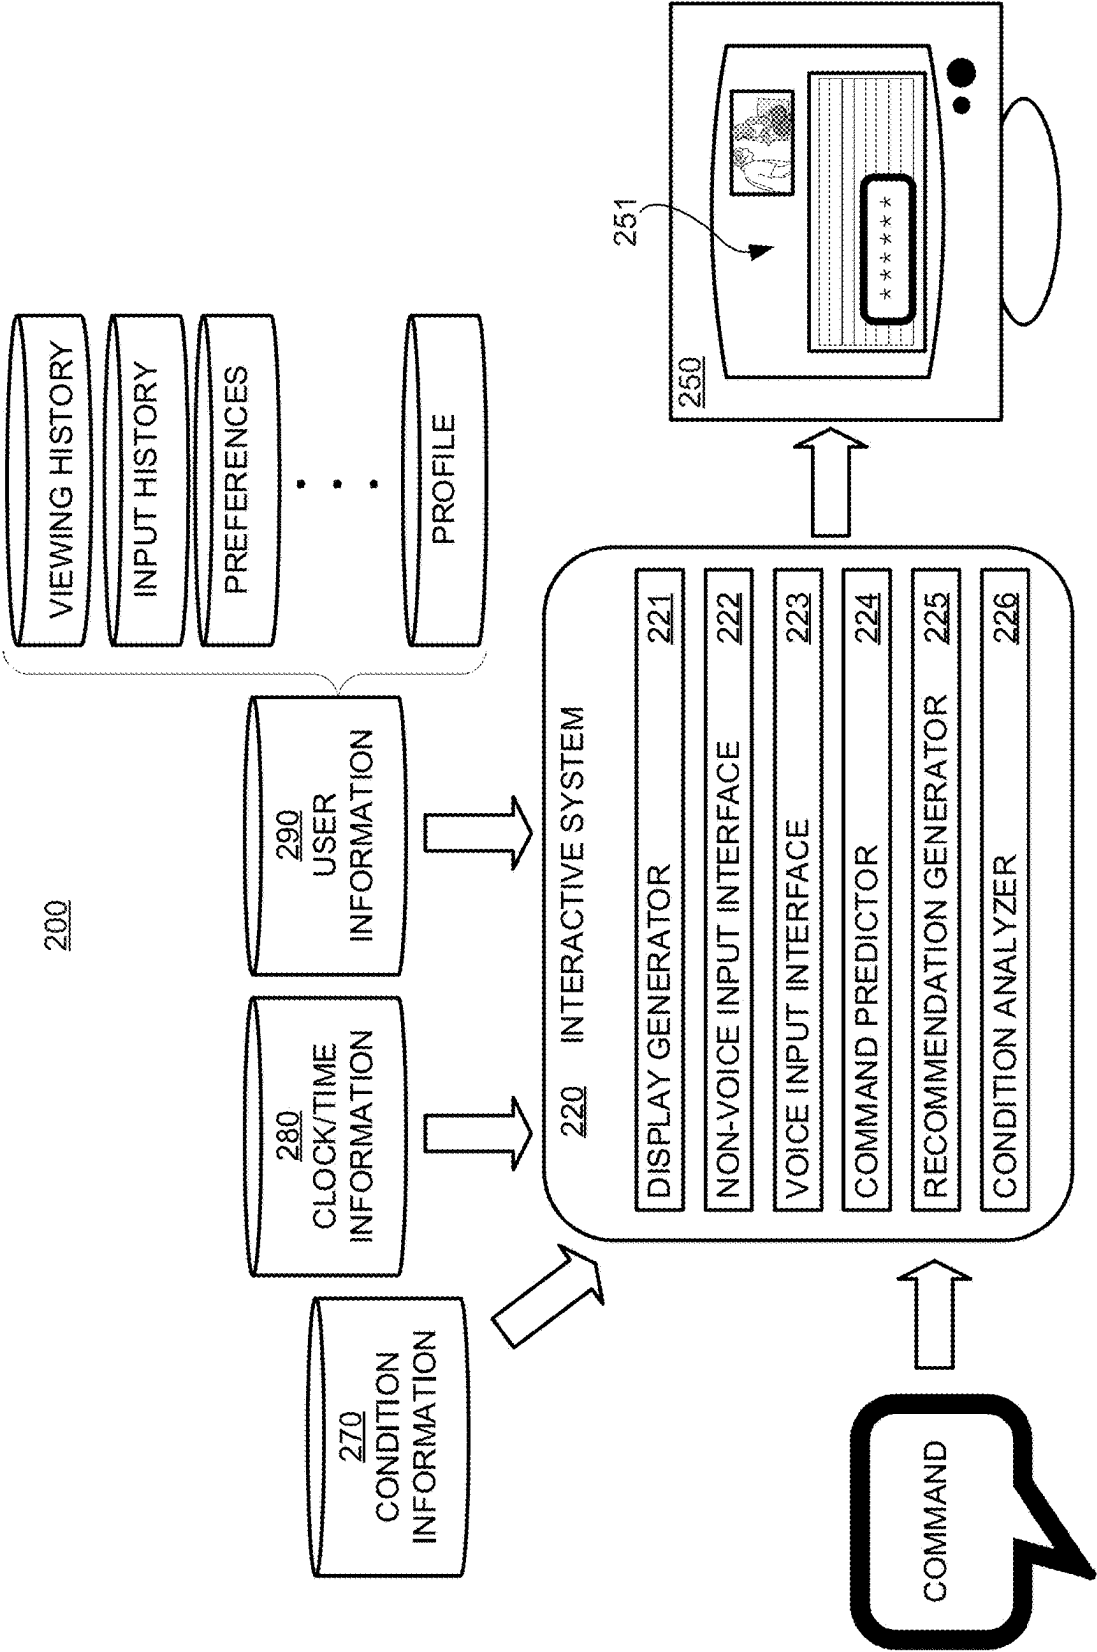 200
VIEWING HISTORY
INPUT HISTORY
PREFERENCES
PROFILE
290
USER
INFORMATION
280
CLOCK/TIME
INFORMATION
270
CONDITION
INFORMATION
220 INTERACTIVE SYSTEM
DISPLAY GENERATOR 221
NON-VOICE INPUT INTERFACE 222
VOICE INPUT INTERFACE 223
COMMAND PREDICTOR 224
RECOMMENDATION GENERATOR 225
CONDITION ANALYZER 226
COMMAND
251
250
******